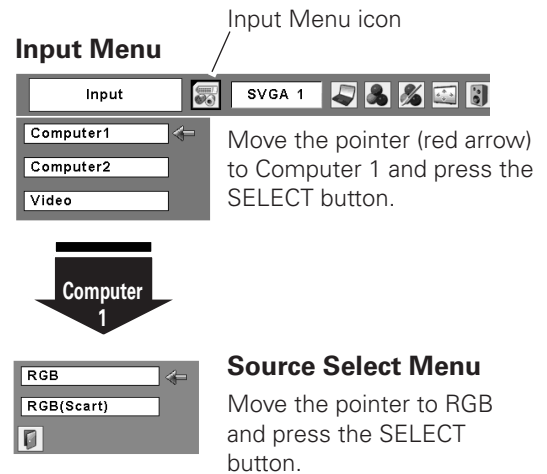 Input Menu icon
Input Menu
Input
SVGA 1
Computer1
Computer2
Video
Move the pointer (red arrow)
to Computer 1 and press the
SELECT button.
Computer
1
RGB
RGB(Scart)
Source Select Menu
Move the pointer to RGB
and press the SELECT
button.